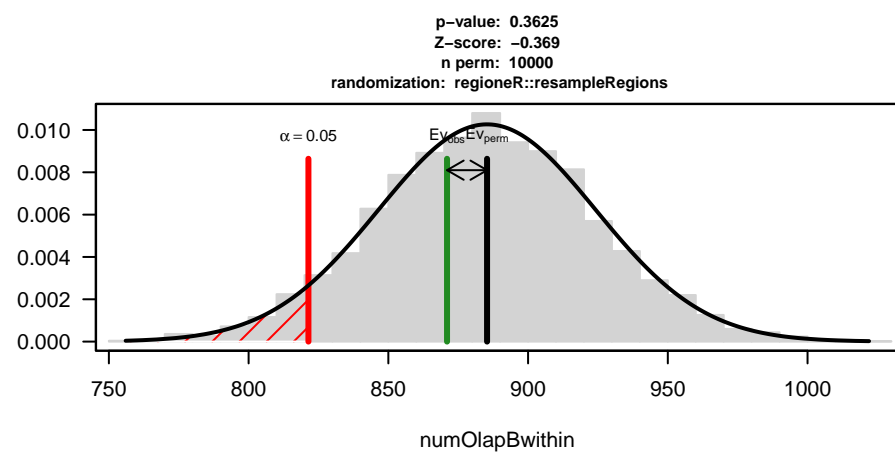 p−value: 0.3625
Z−score: −0.369
n perm: 10000
randomization: regioneR::resampleRegions
α = 0.05
Ev_obs Ev_perm
0.010
0.008
0.006
0.004
0.002
0.000
750 800 850 900 950 1000
numOlapBwithin